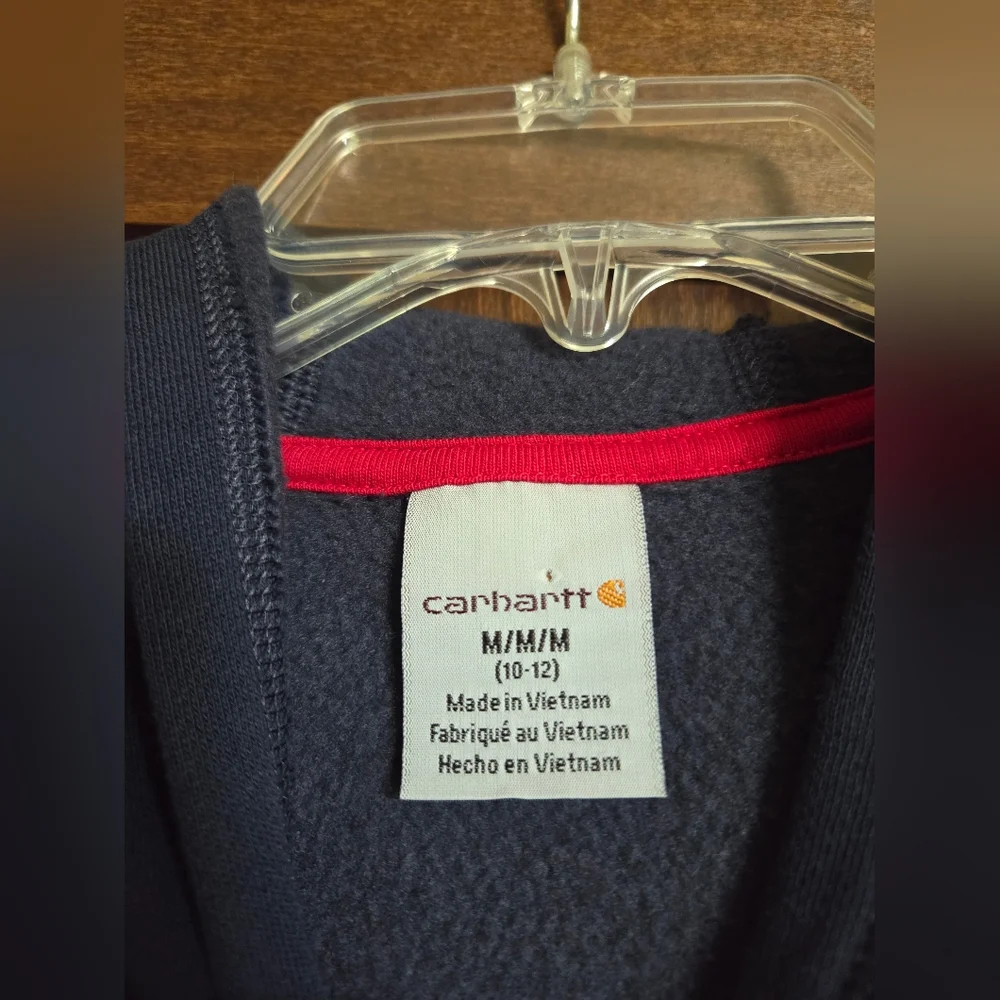 carhartt
M/M/M
(10-12)
Made in Vietnam
Fabriqué au Vietnam
Hecho en Vietnam